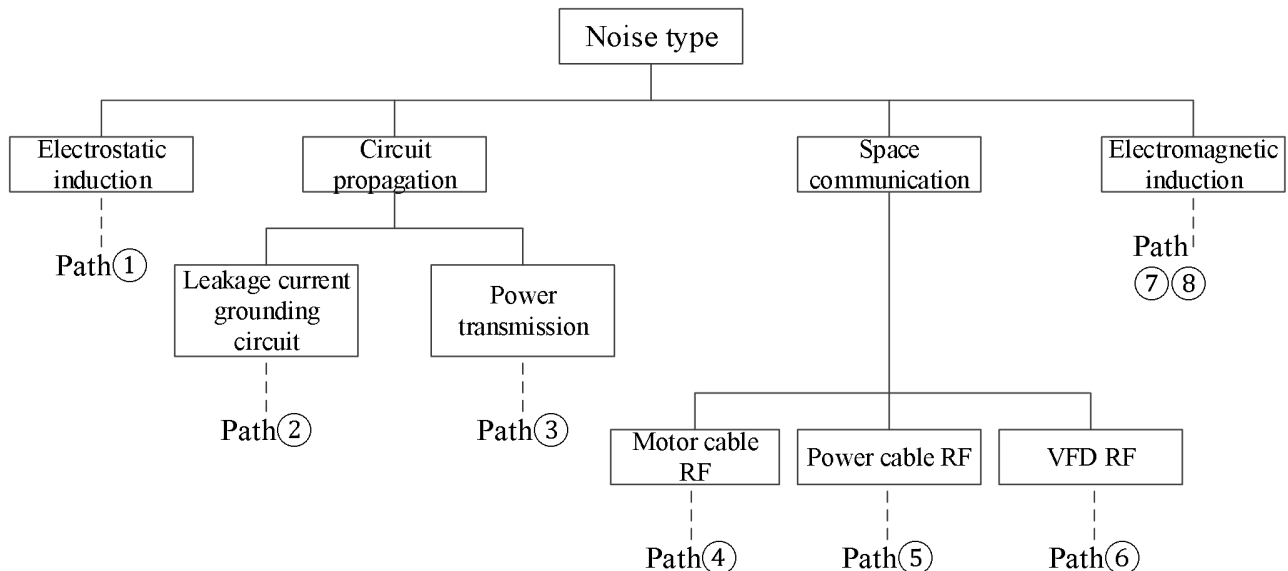 Noise type
Electrostatic
induction
Circuit
propagation
Space
communication
Electromagnetic
induction
Path①
Path
⑦⑧
Leakage current
grounding
circuit
Power
transmission
Path②
Path③
Motor cable
RF
Power cable RF
VFD RF
Path④
Path⑤
Path⑥